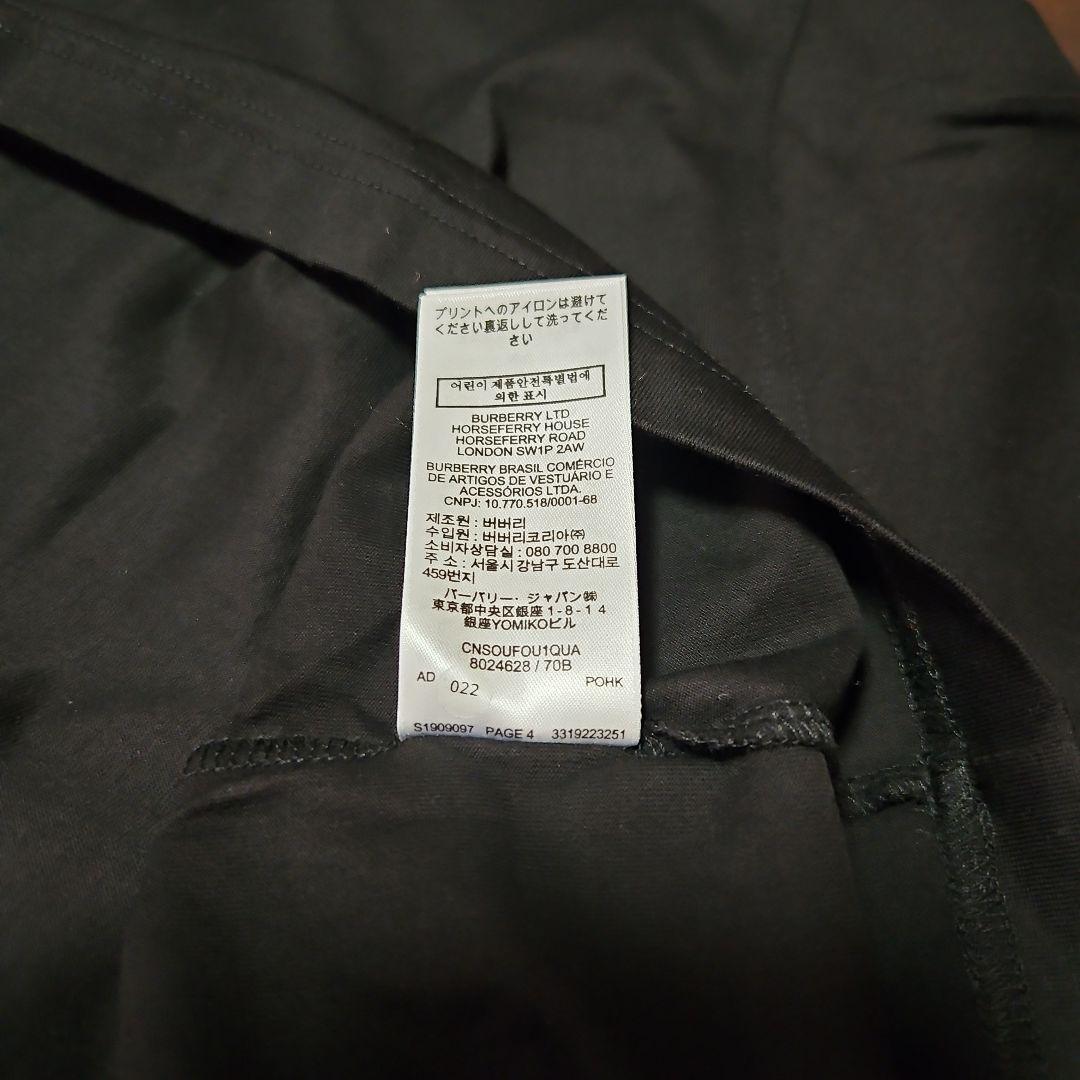 プリントへのアイロンは避けて
ください裏返しして洗ってくだ
さい
어린이 제품안전특별법에
의한 표시
BURBERRY LTD
HORSEFERRY HOUSE
HORSEFERRY ROAD
LONDON SW1P 2AW
BURBERRY BRASIL COMÉRCIO
DE ARTIGOS DE VESTUÁRIO E
ACESSÓRIOS LTDA.
CNPJ: 10.770.518/0001-68
제조원 : 버버리
수입원 : 버버리코리아㈜
소비자상담실 : 080 700 8800
주 소 : 서울시 강남구 도산대로
459번지
バーバリー・ジャパン㈱
東京都中央区銀座1-8-14
銀座YOMIKOビル
CNSOUFOU1QUA
8024628 / 70B
AD 022 POHK
S1909097 PAGE 4 3319223251